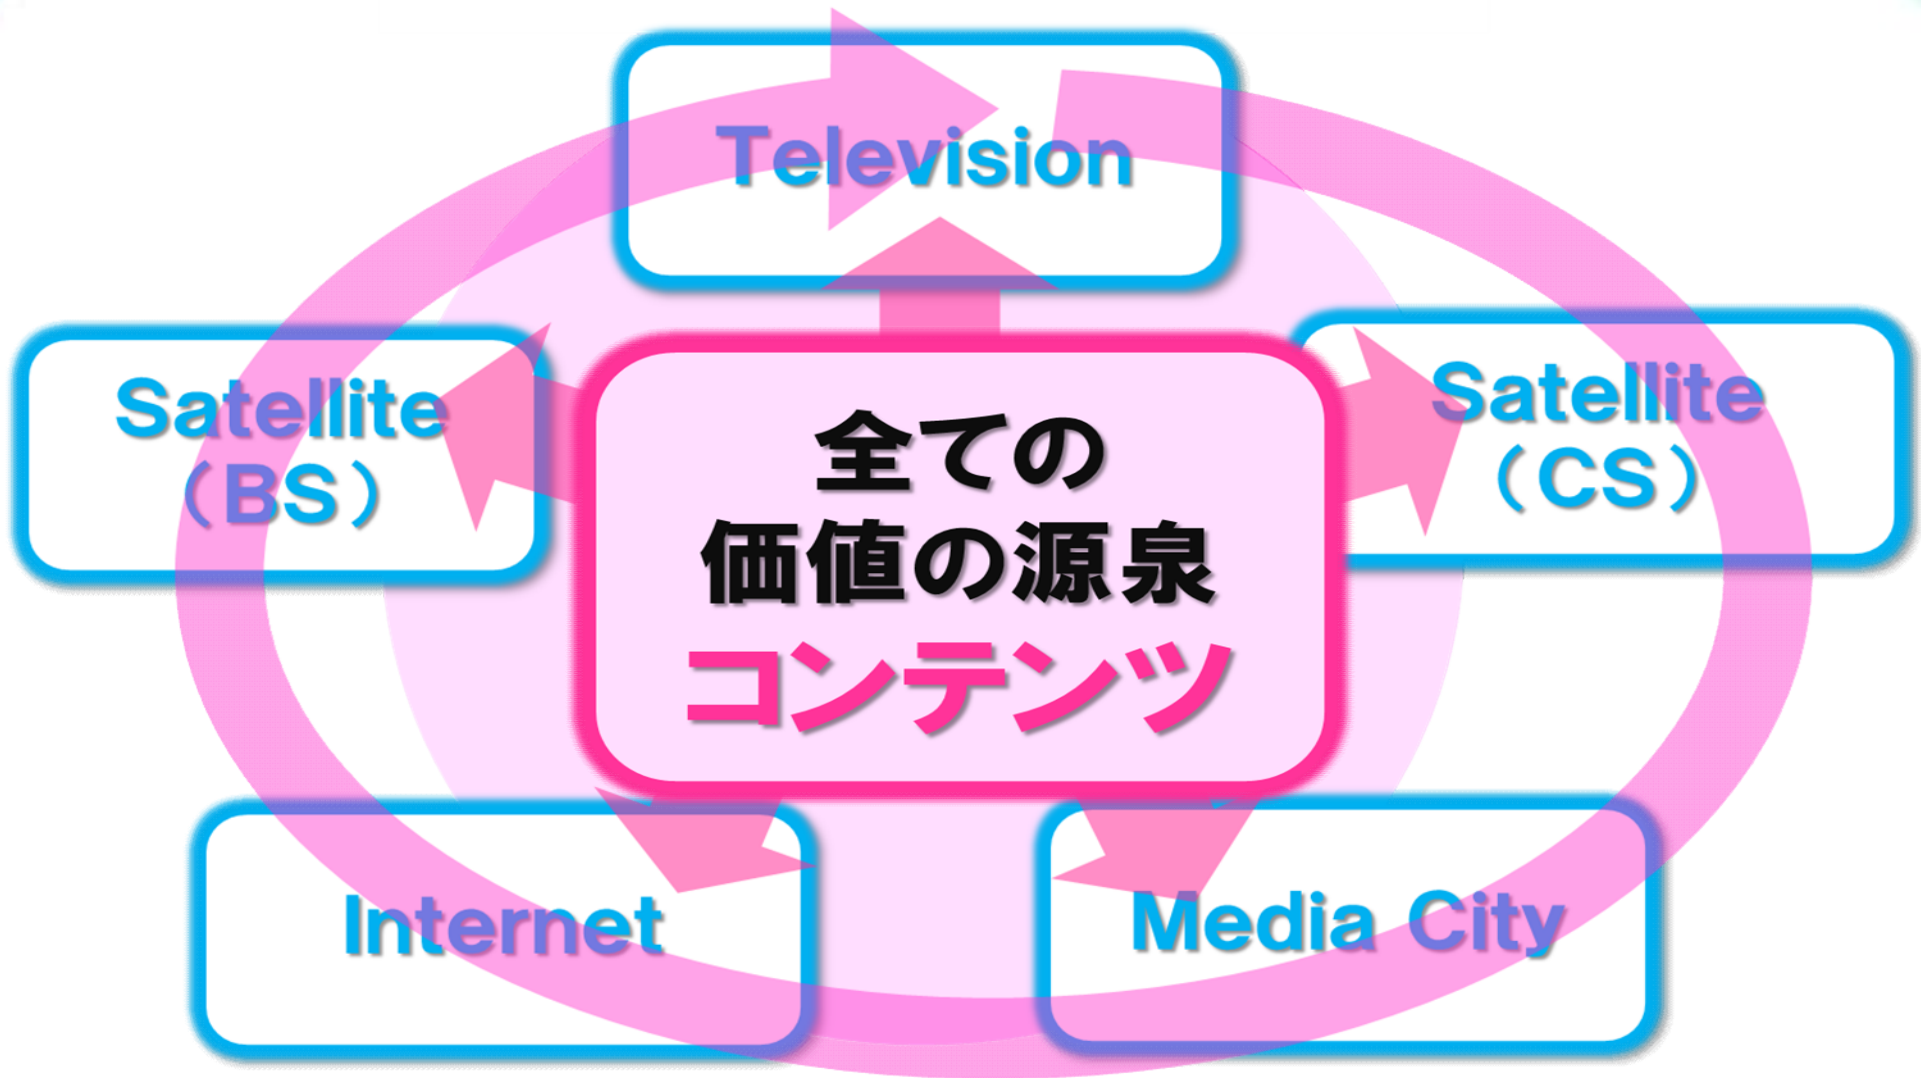 Television
Satellite
（BS）
Satellite
（CS）
全ての
価値の源泉
コンテンツ
Internet
Media City